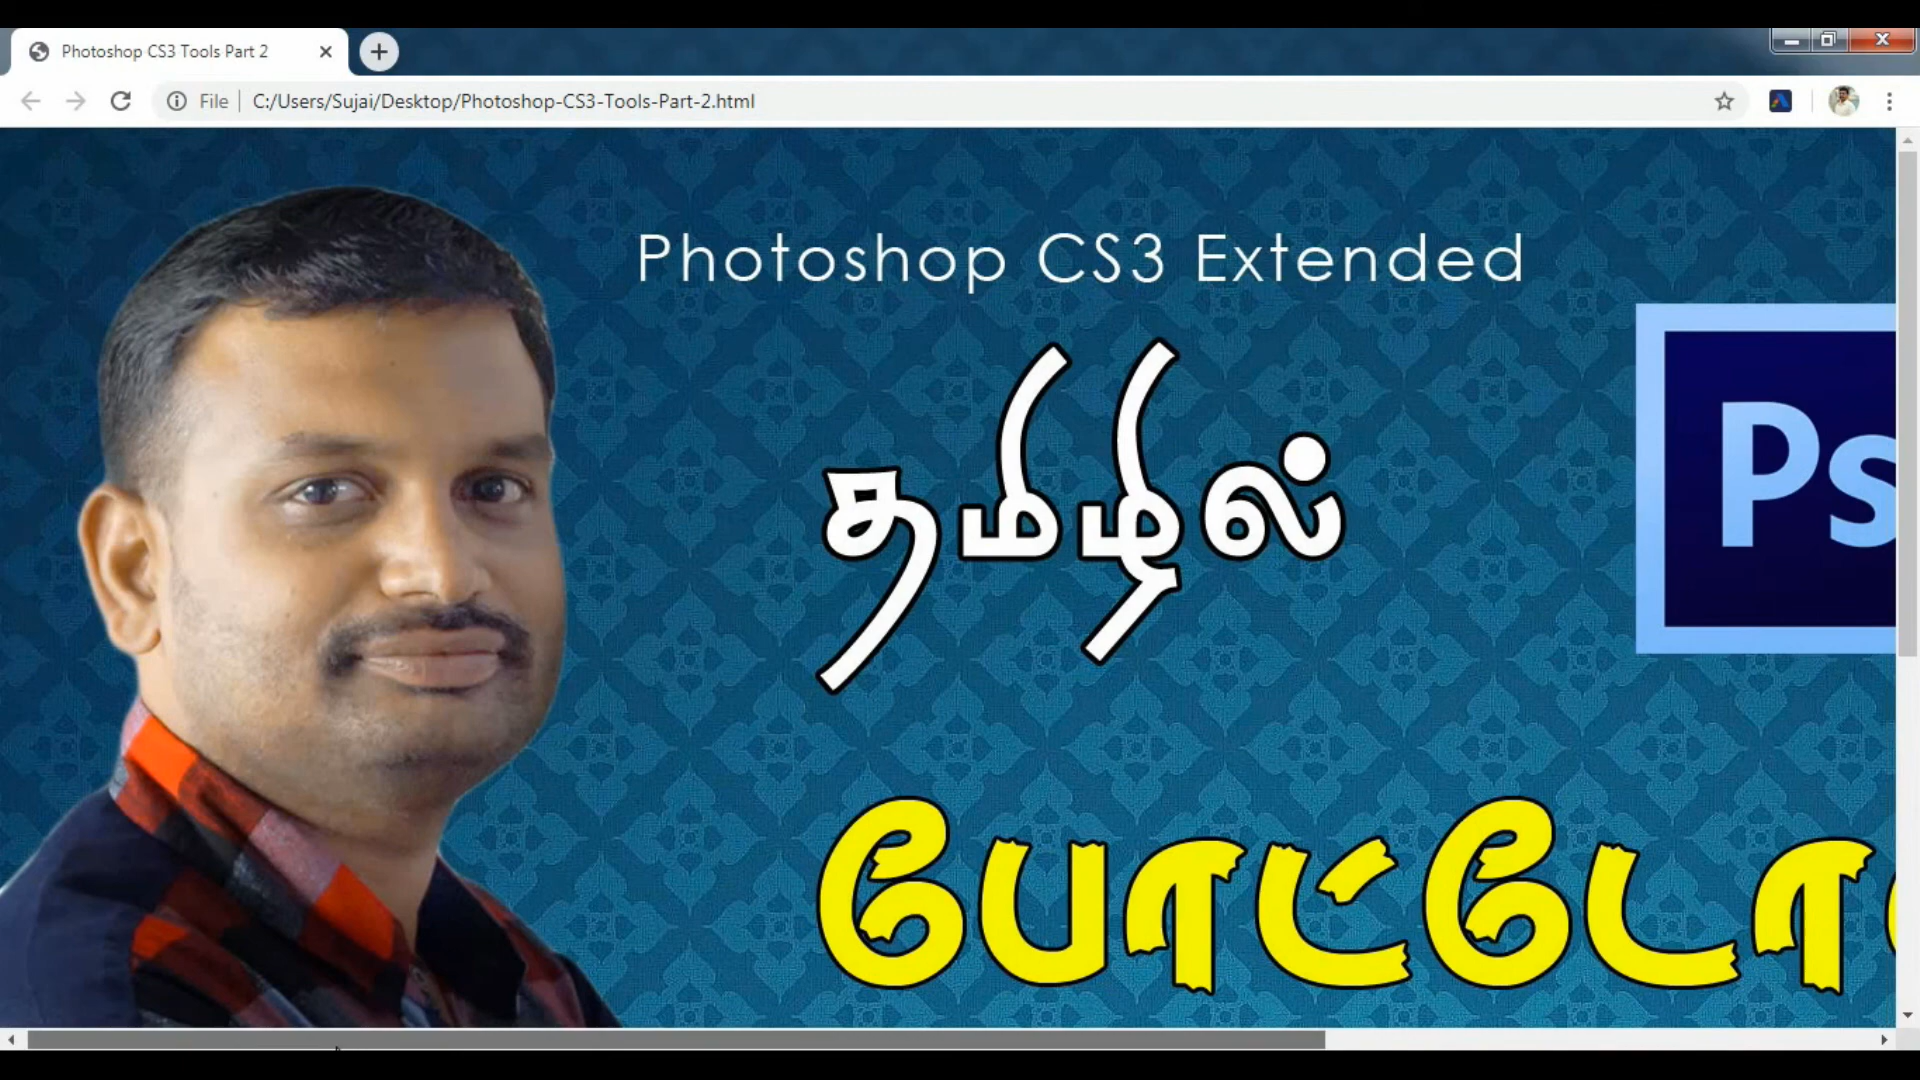 Photoshop CS3 Tools Part 2
File
C:/Users/Sujai/Desktop/Photoshop-CS3-Tools-Part-2.html
Photoshop CS3 Extended
தமிழில்
Ps
போட்டோ